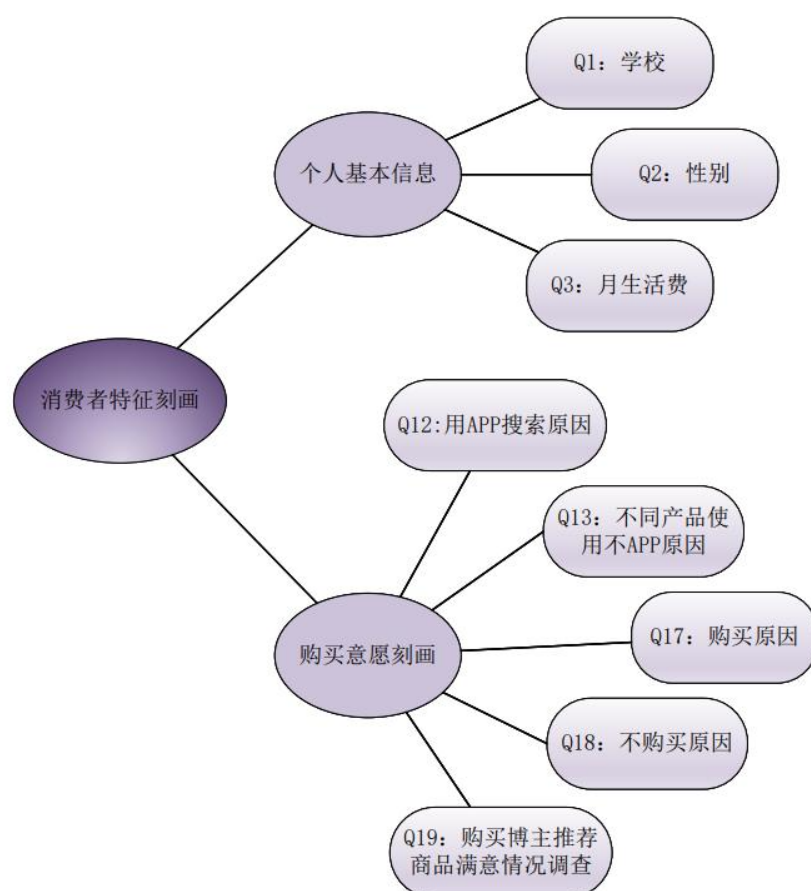 Q1：学校
个人基本信息
Q2：性别
Q3：月生活费
消费者特征刻画
Q12:用APP搜索原因
Q13：不同产品使
用不APP原因
Q17：购买原因
购买意愿刻画
Q18：不购买原因
Q19：购买博主推荐
商品满意情况调查